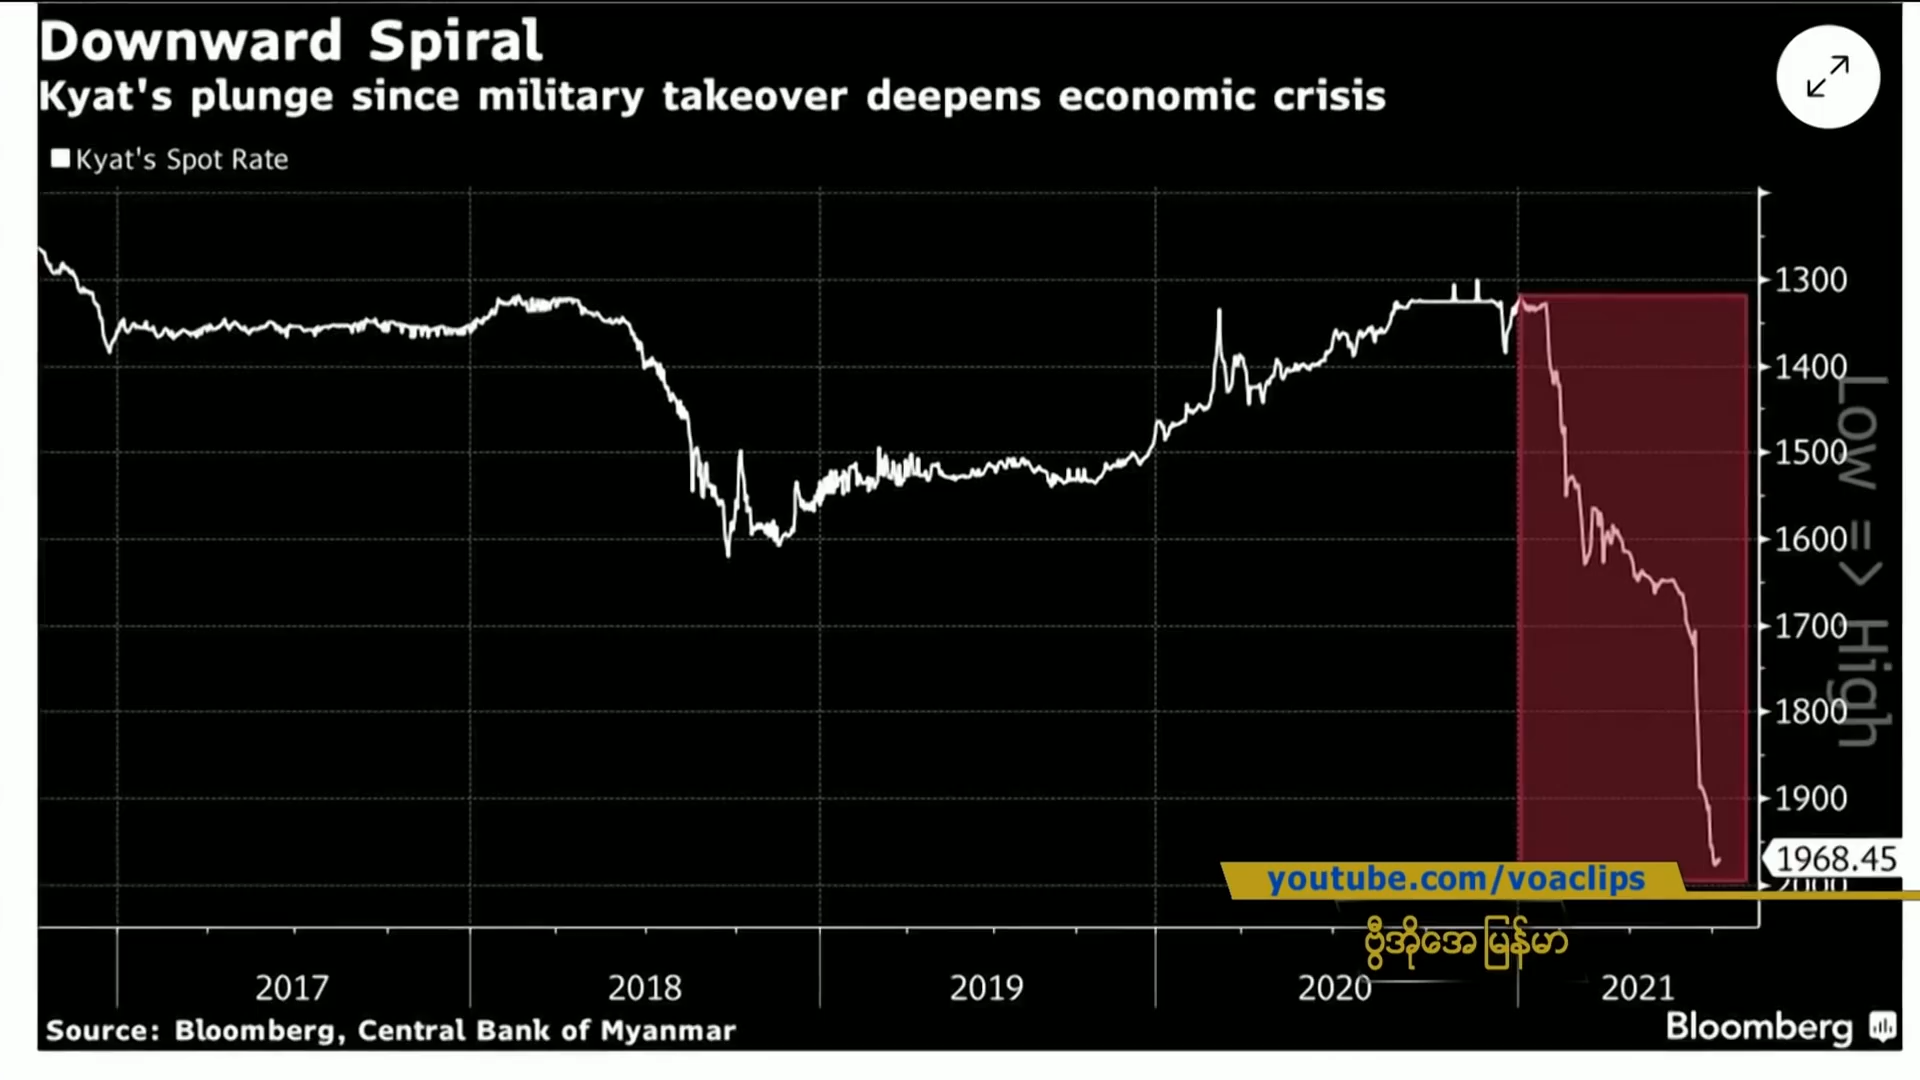 Downward Spiral
Kyat's plunge since military takeover deepens economic crisis
Kyat's Spot Rate
1300
1400
1500
1600
1700
1800
1900
1968.45
2000
Low => High
youtube.com/voaclips
ဗွီအိုအေ မြန်မာ
2017 2018 2019 2020 2021
Source: Bloomberg, Central Bank of Myanmar
Bloomberg